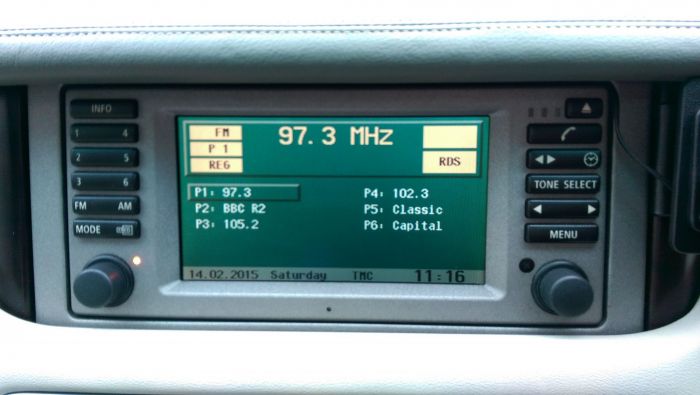 INFO
1 4
2 5
3 6
FM AM
MODE
FM
P 1
REG
97.3 MHz
RDS
P1: 97.3
P2: BBC R2
P3: 105.2
P4: 102.3
P5: Classic
P6: Capital
14.02.2015 Saturday TMC 11:16
TONE SELECT
MENU